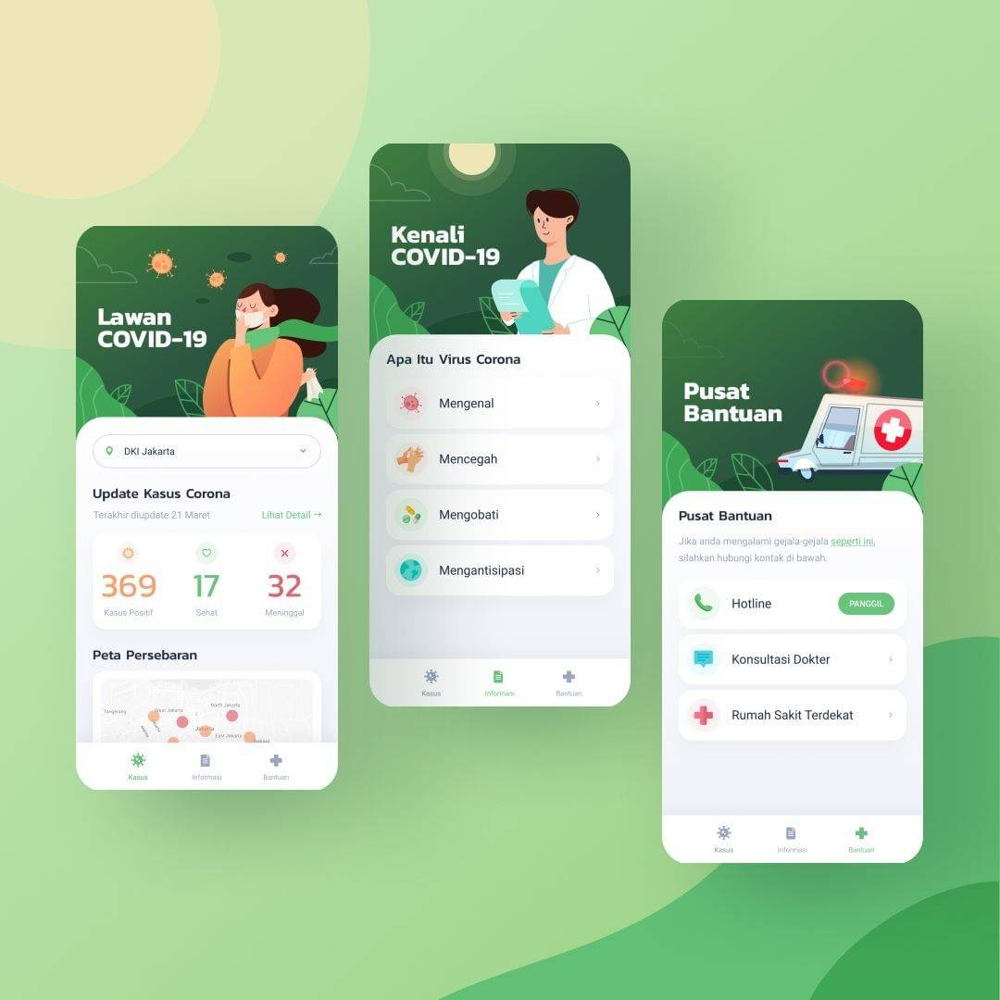 Lawan
COVID-19
DKI Jakarta
Update Kasus Corona
Terakhir diupdate 21 Maret
Lihat Detail →
369
17
32
Kasus Positif
Sehat
Meninggal
Peta Persebaran
Tangerang
West Jakarta
North Jakarta
Jakarta
East Jakarta
Bekasi
Kasus
Informasi
Bantuan
Kenali
COVID-19
Apa Itu Virus Corona
Mengenal
Mencegah
Mengobati
Mengantisipasi
Kasus
Informasi
Bantuan
Pusat
Bantuan
Pusat Bantuan
Jika anda mengalami gejala-gejala seperti ini,
silahkan hubungi kontak di bawah.
Hotline
PANGGIL
Konsultasi Dokter
Rumah Sakit Terdekat
Kasus
Informasi
Bantuan